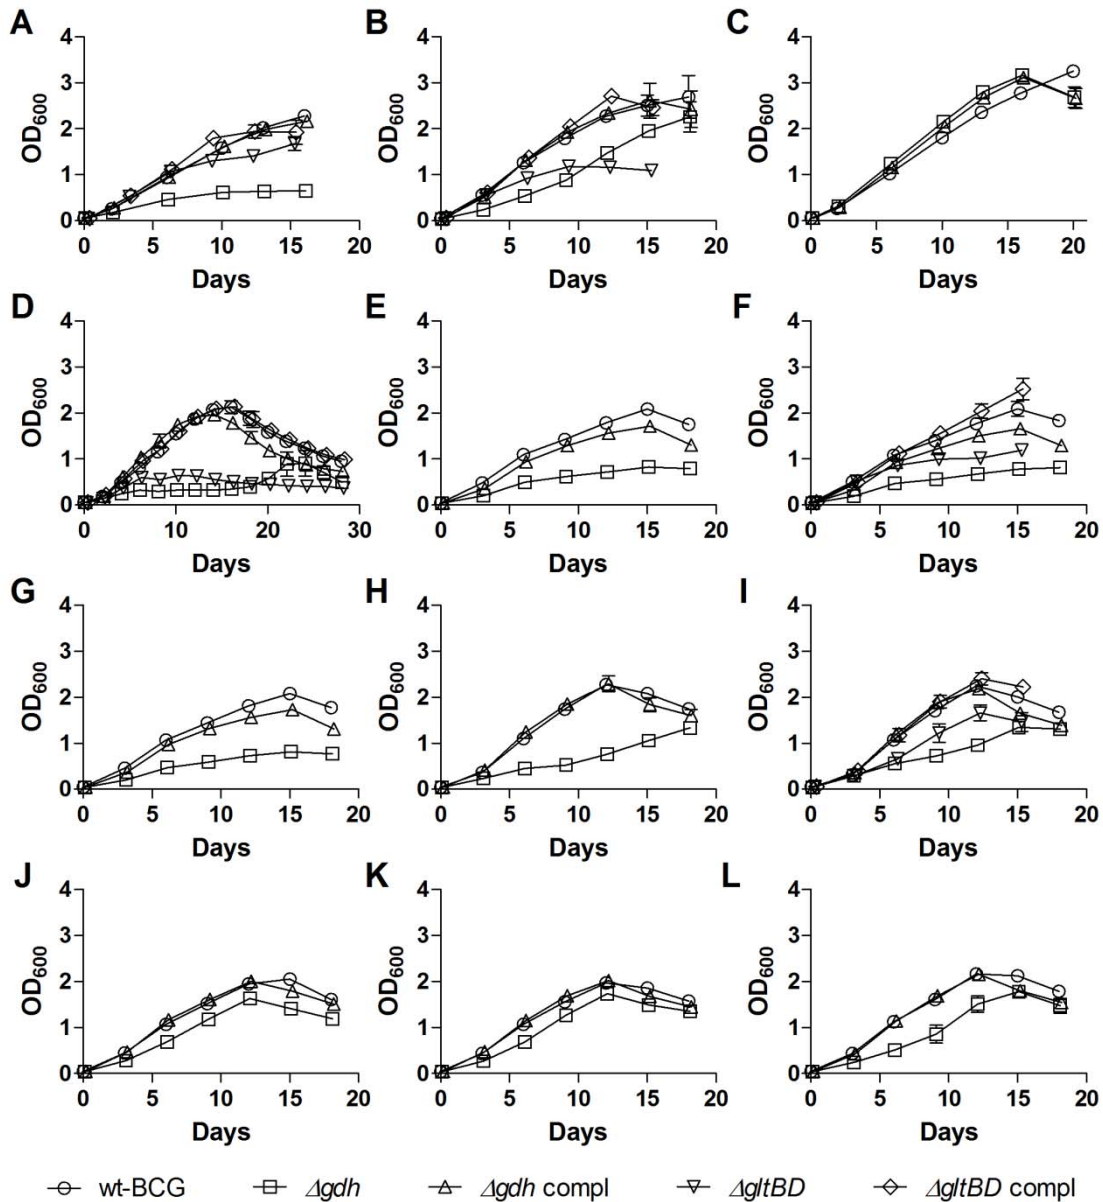 A B C
4 4 4
3 3 3
2 2 2
1 1 1
0 0 0
OD600 OD600 OD600
0 5 10 15 20 0 5 10 15 20 0 5 10 15 20
Days Days Days
D E F
4 4 4
3 3 3
2 2 2
1 1 1
0 0 0
OD600 OD600 OD600
0 10 20 30 0 5 10 15 20 0 5 10 15 20
Days Days Days
G H I
4 4 4
3 3 3
2 2 2
1 1 1
0 0 0
OD600 OD600 OD600
0 5 10 15 20 0 5 10 15 20 0 5 10 15 20
Days Days Days
J K L
4 4 4
3 3 3
2 2 2
1 1 1
0 0 0
OD600 OD600 OD600
0 5 10 15 20 0 5 10 15 20 0 5 10 15 20
Days Days Days
wt-BCG Δgdh Δgdh compl ΔgltBD ΔgltBD compl